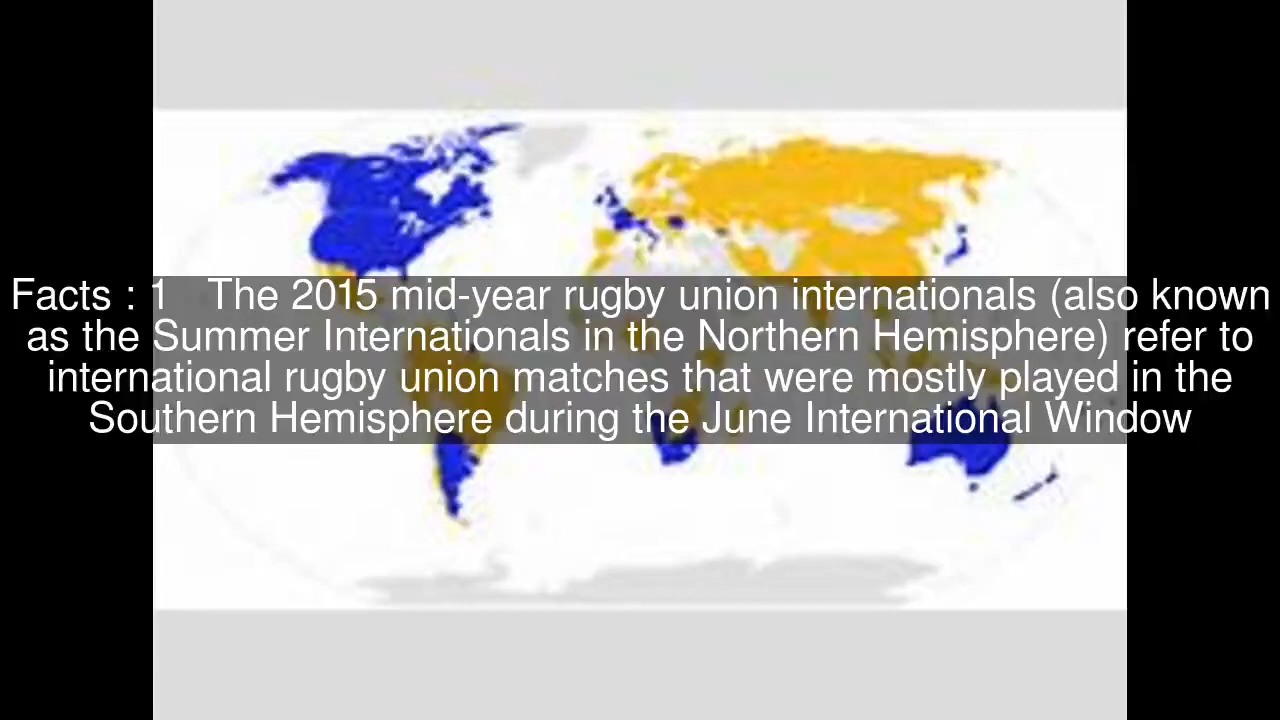 Facts : 1 The 2015 mid-year rugby union internationals (also known
as the Summer Internationals in the Northern Hemisphere) refer to
international rugby union matches that were mostly played in the
Southern Hemisphere during the June International Window